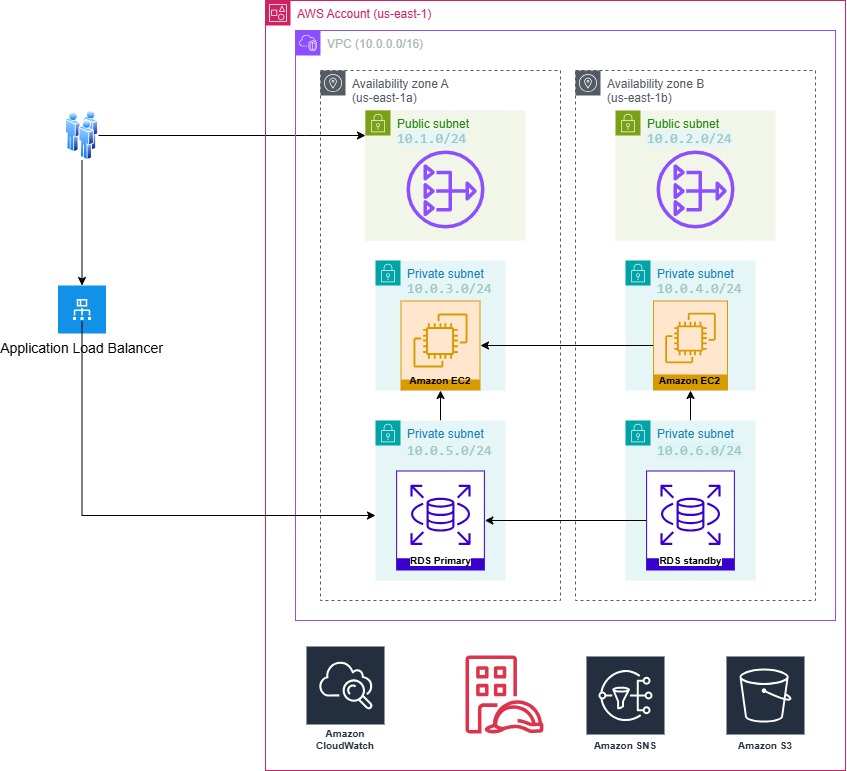 AWS Account (us-east-1)
VPC (10.0.0.0/16)
Availability zone A
(us-east-1a)
Availability zone B
(us-east-1b)
Public subnet
10.1.0/24
Public subnet
10.0.2.0/24
Private subnet
10.0.3.0/24
Private subnet
10.0.4.0/24
Amazon EC2
Amazon EC2
Application Load Balancer
Private subnet
10.0.5.0/24
Private subnet
10.0.6.0/24
RDS Primary
RDS standby
Amazon
CloudWatch
Amazon SNS
Amazon S3